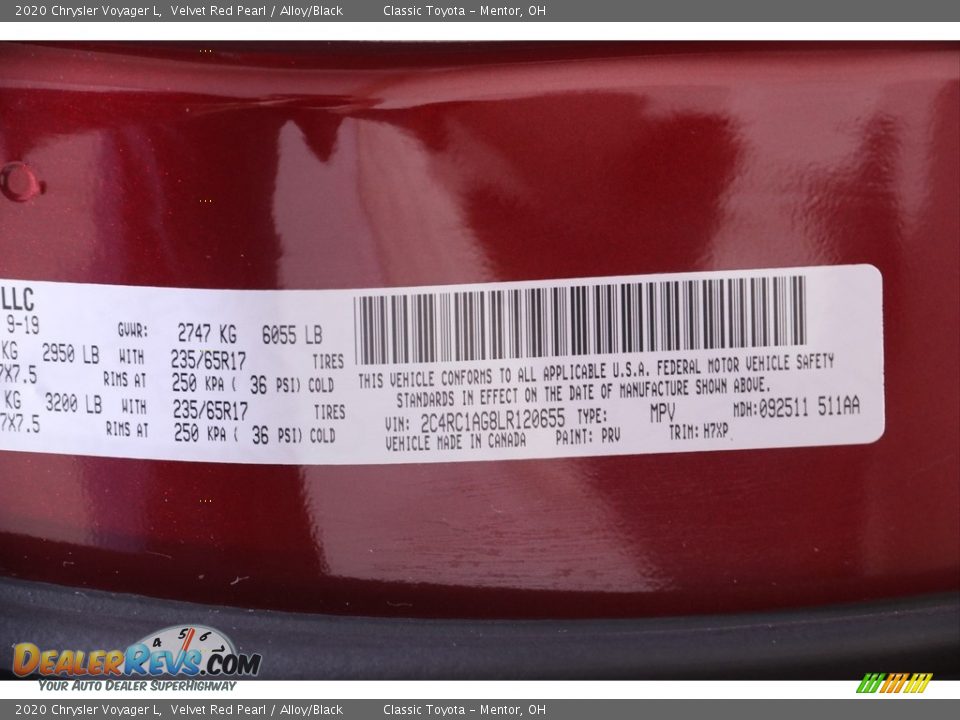 2020 Chrysler Voyager L, Velvet Red Pearl / Alloy/Black Classic Toyota - Mentor, OH
LLC
9-19 GVWR: 2747 KG 6055 LB
KG 2950 LB WITH 235/65R17 TIRES
7X7.5 RIMS AT 250 KPA ( 36 PSI) COLD
KG 3200 LB WITH 235/65R17 TIRES
7X7.5 RIMS AT 250 KPA ( 36 PSI) COLD
THIS VEHICLE CONFORMS TO ALL APPLICABLE U.S.A. FEDERAL MOTOR VEHICLE SAFETY
STANDARDS IN EFFECT ON THE DATE OF MANUFACTURE SHOWN ABOVE.
VIN: 2C4RC1AG8LR120655 TYPE: MPV MDH:092511 511AA
VEHICLE MADE IN CANADA PAINT: PRV TRIM: H7XP
4 5 6
DealerRevs.com
Your Auto Dealer SuperHighway
2020 Chrysler Voyager L, Velvet Red Pearl / Alloy/Black Classic Toyota - Mentor, OH